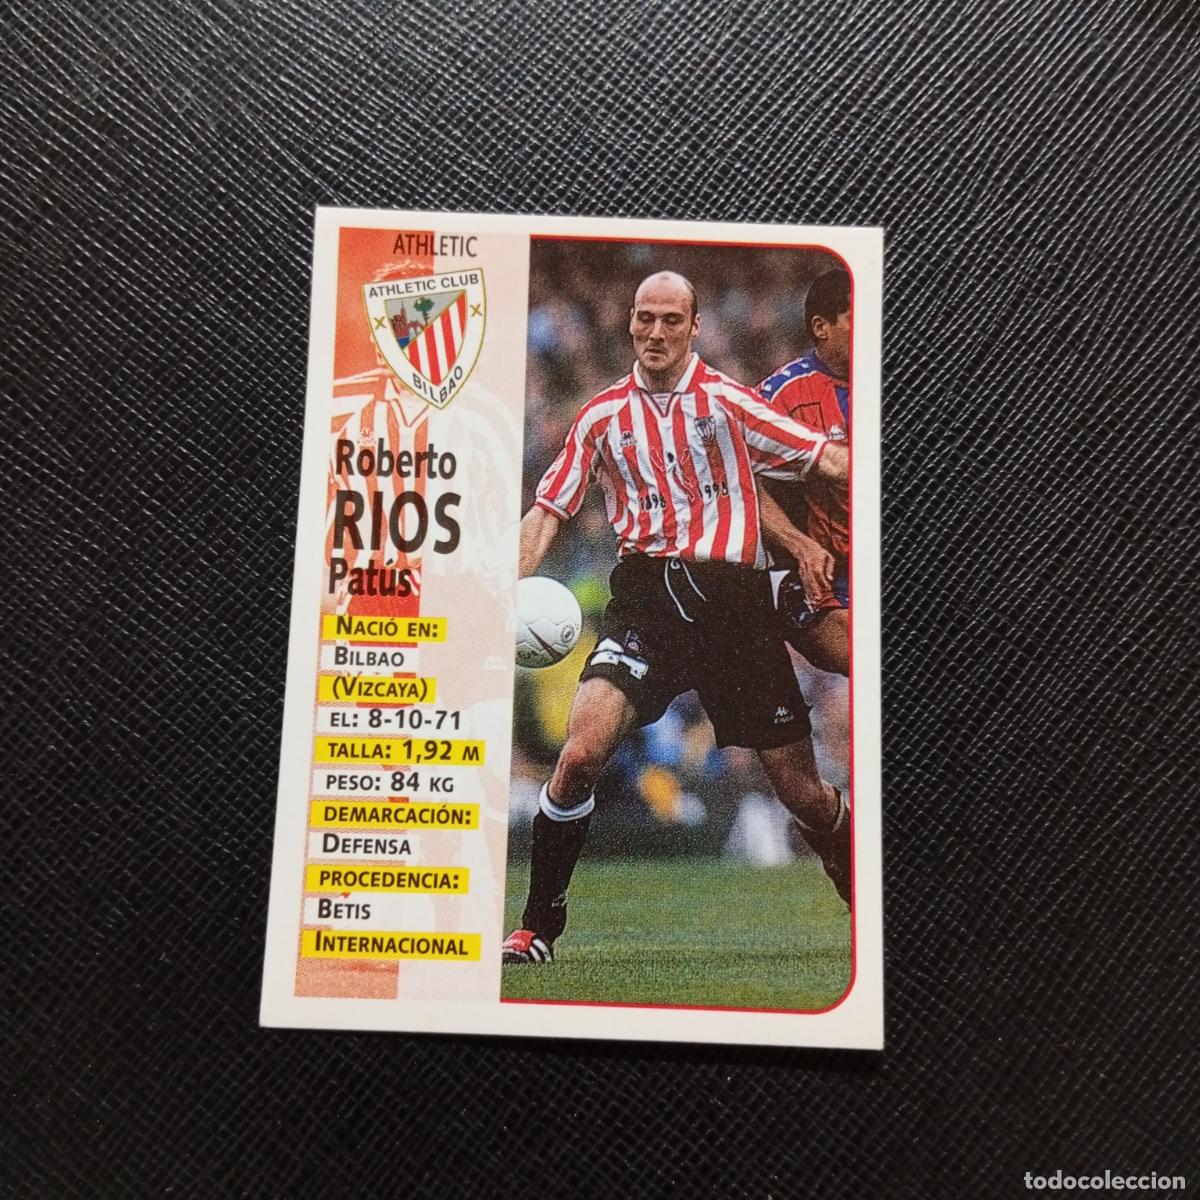 ATHLETIC
ATHLETIC CLUB
BILBAO
Roberto
RIOS
Patús
NACIÓ EN:
BILBAO
(VIZCAYA)
EL: 8-10-71
TALLA: 1,92 M
PESO: 84 KG
DEMARCACIÓN:
DEFENSA
PROCEDENCIA:
BETIS
INTERNACIONAL
1898 1998
todocoleccion